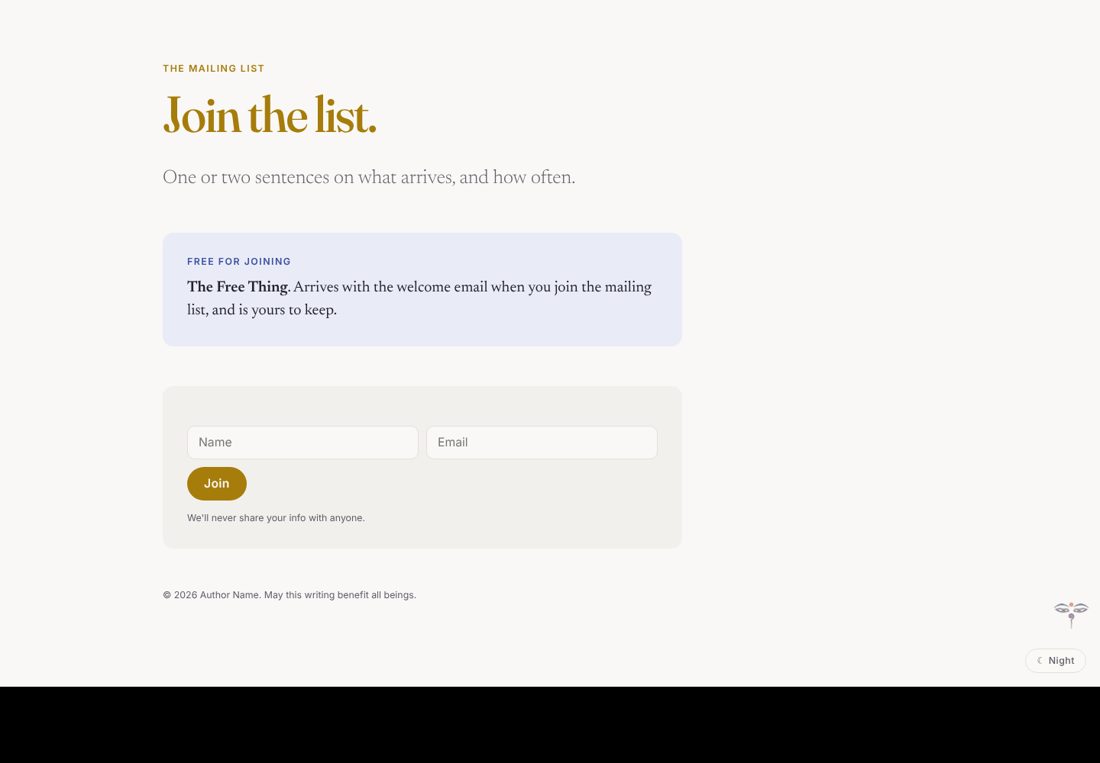 THE MAILING LIST
Join the list.
One or two sentences on what arrives, and how often.
FREE FOR JOINING
The Free Thing. Arrives with the welcome email when you join the mailing
list, and is yours to keep.
Name
Email
Join
We'll never share your info with anyone.
© 2026 Author Name. May this writing benefit all beings.
☾ Night